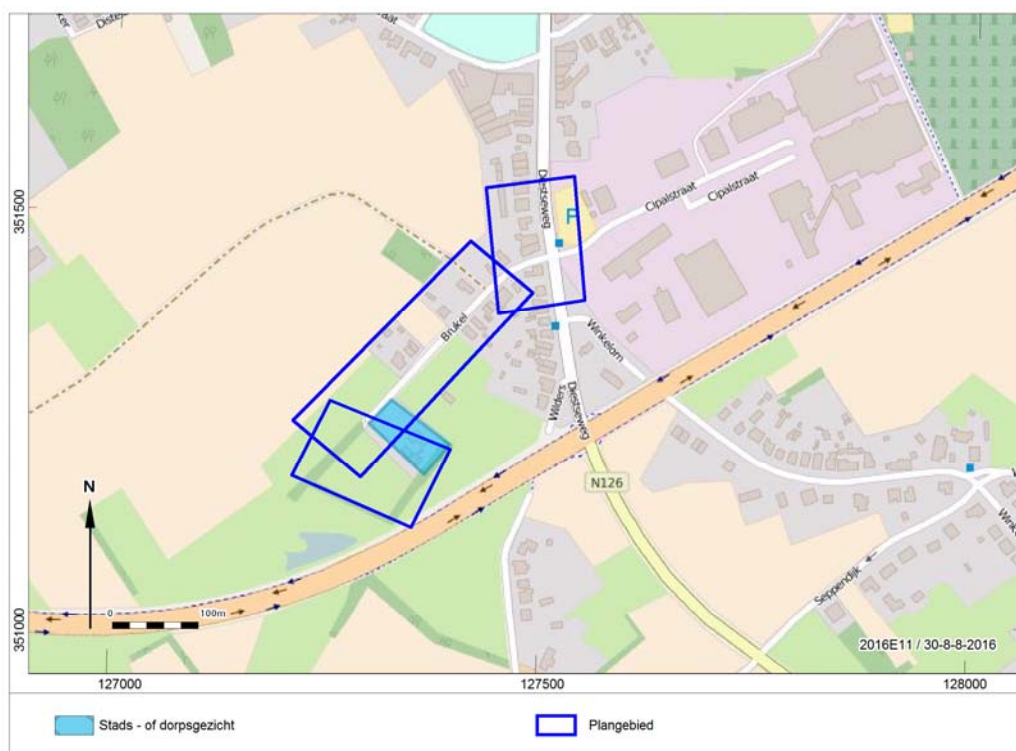 Diestseweg
P
Cipalstraat
Cipalstraat
351500
Brukel
Winkelom
Wilders
Diestseweg
N126
N
0 100m
Seppendijk
351000
2016E11 / 30-8-8-2016
127000 127500 128000
Stads - of dorpsgezicht Plangebied